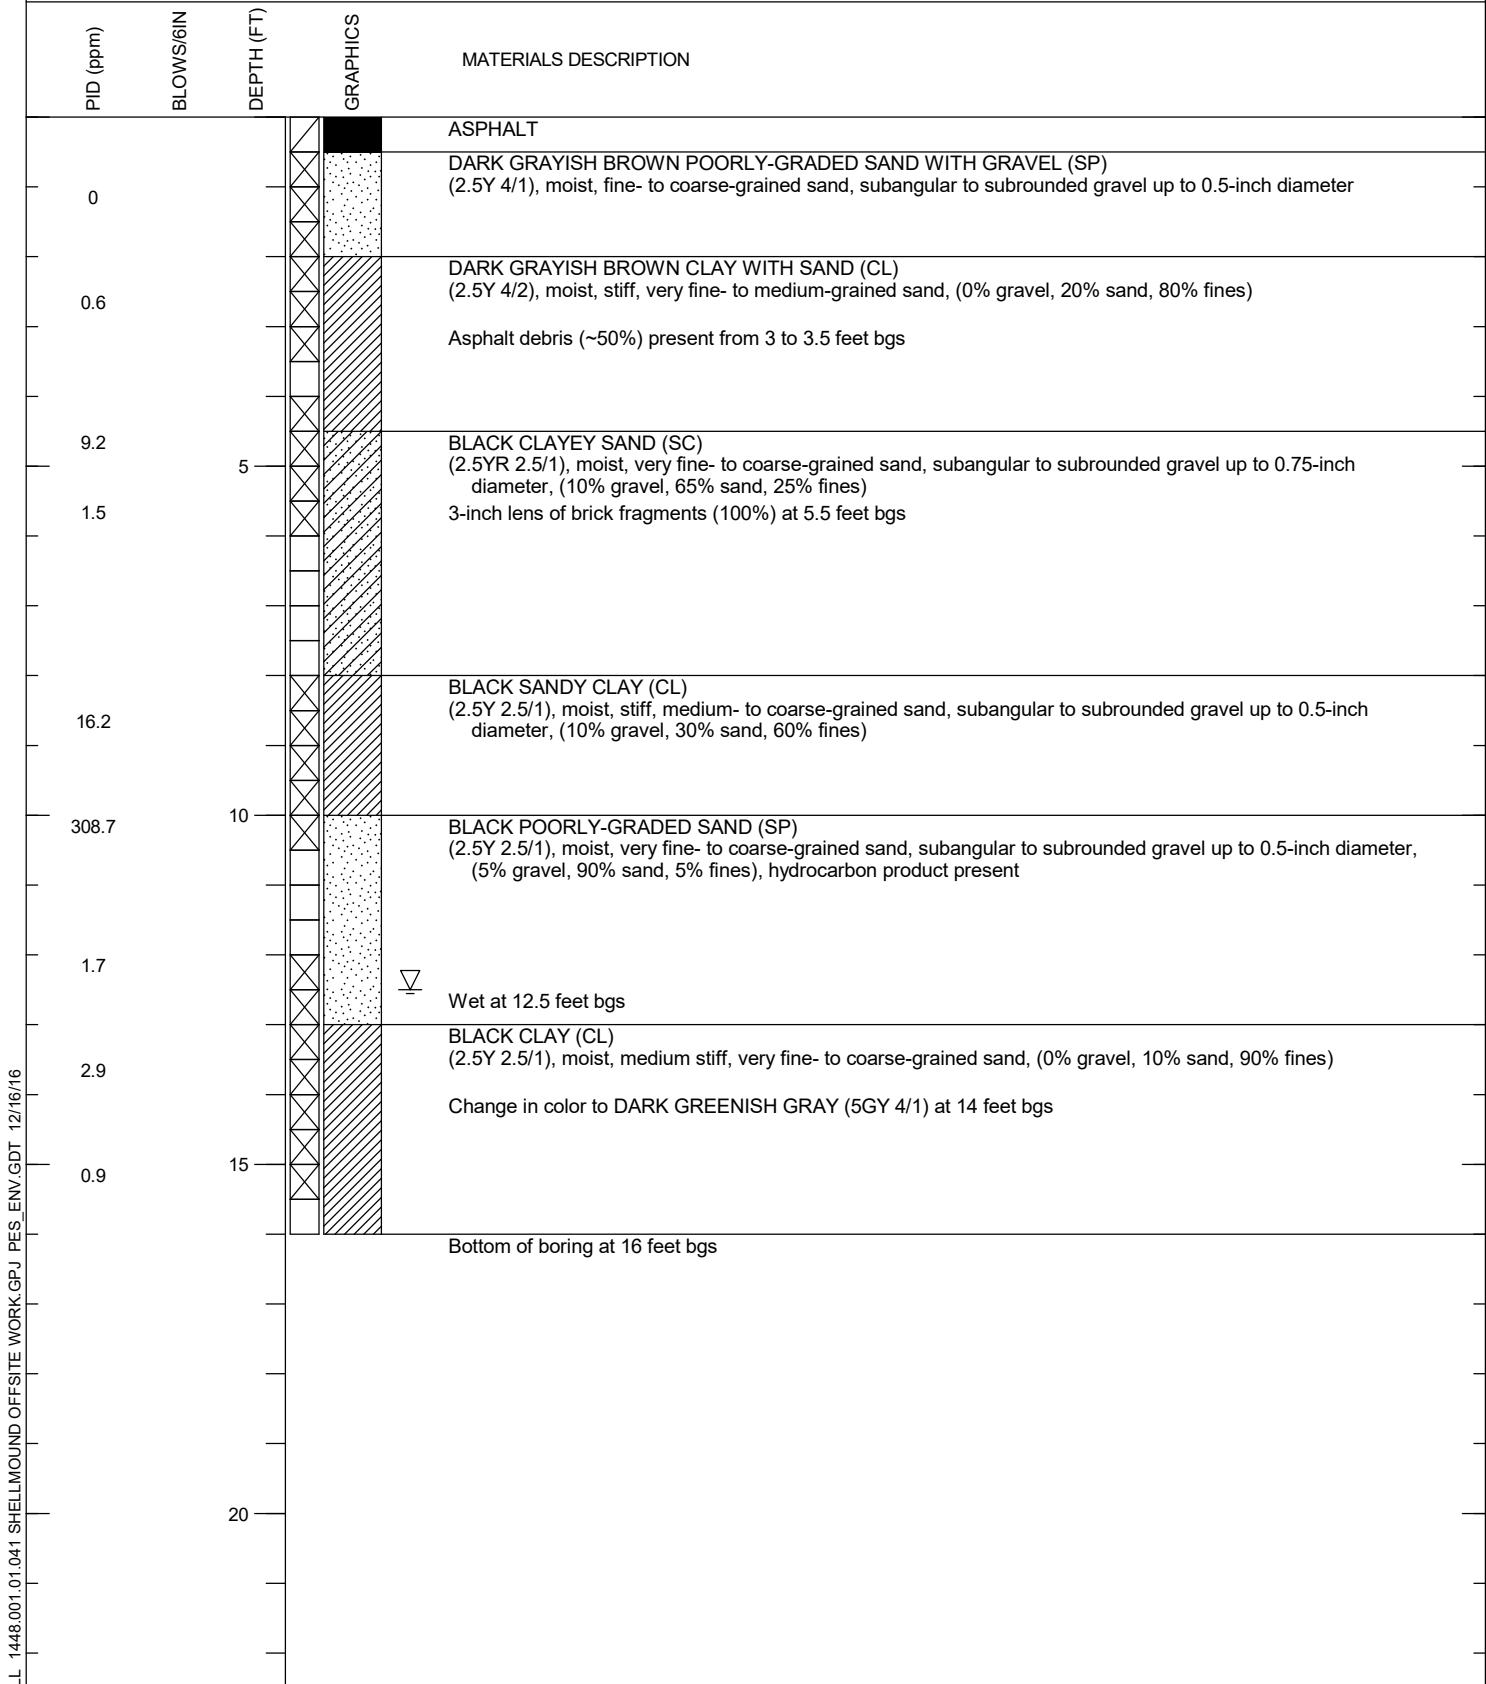 PID (ppm)
BLOWS/6IN
DEPTH (FT)
GRAPHICS
MATERIALS DESCRIPTION
ASPHALT
DARK GRAYISH BROWN POORLY-GRADED SAND WITH GRAVEL (SP)
(2.5Y 4/1), moist, fine- to coarse-grained sand, subangular to subrounded gravel up to 0.5-inch diameter
0
DARK GRAYISH BROWN CLAY WITH SAND (CL)
(2.5Y 4/2), moist, stiff, very fine- to medium-grained sand, (0% gravel, 20% sand, 80% fines)
0.6
Asphalt debris (~50%) present from 3 to 3.5 feet bgs
9.2
BLACK CLAYEY SAND (SC)
5
(2.5YR 2.5/1), moist, very fine- to coarse-grained sand, subangular to subrounded gravel up to 0.75-inch
diameter, (10% gravel, 65% sand, 25% fines)
1.5
3-inch lens of brick fragments (100%) at 5.5 feet bgs
BLACK SANDY CLAY (CL)
(2.5Y 2.5/1), moist, stiff, medium- to coarse-grained sand, subangular to subrounded gravel up to 0.5-inch
16.2
diameter, (10% gravel, 30% sand, 60% fines)
10
308.7
BLACK POORLY-GRADED SAND (SP)
(2.5Y 2.5/1), moist, very fine- to coarse-grained sand, subangular to subrounded gravel up to 0.5-inch diameter,
(5% gravel, 90% sand, 5% fines), hydrocarbon product present
1.7
Wet at 12.5 feet bgs
BLACK CLAY (CL)
(2.5Y 2.5/1), moist, medium stiff, very fine- to coarse-grained sand, (0% gravel, 10% sand, 90% fines)
2.9
Change in color to DARK GREENISH GRAY (5GY 4/1) at 14 feet bgs
15
0.9
Bottom of boring at 16 feet bgs
20
LL 1448.001.01.041 SHELLMOUND OFFSITE WORK.GPJ PES_ENV.GDT 12/16/16